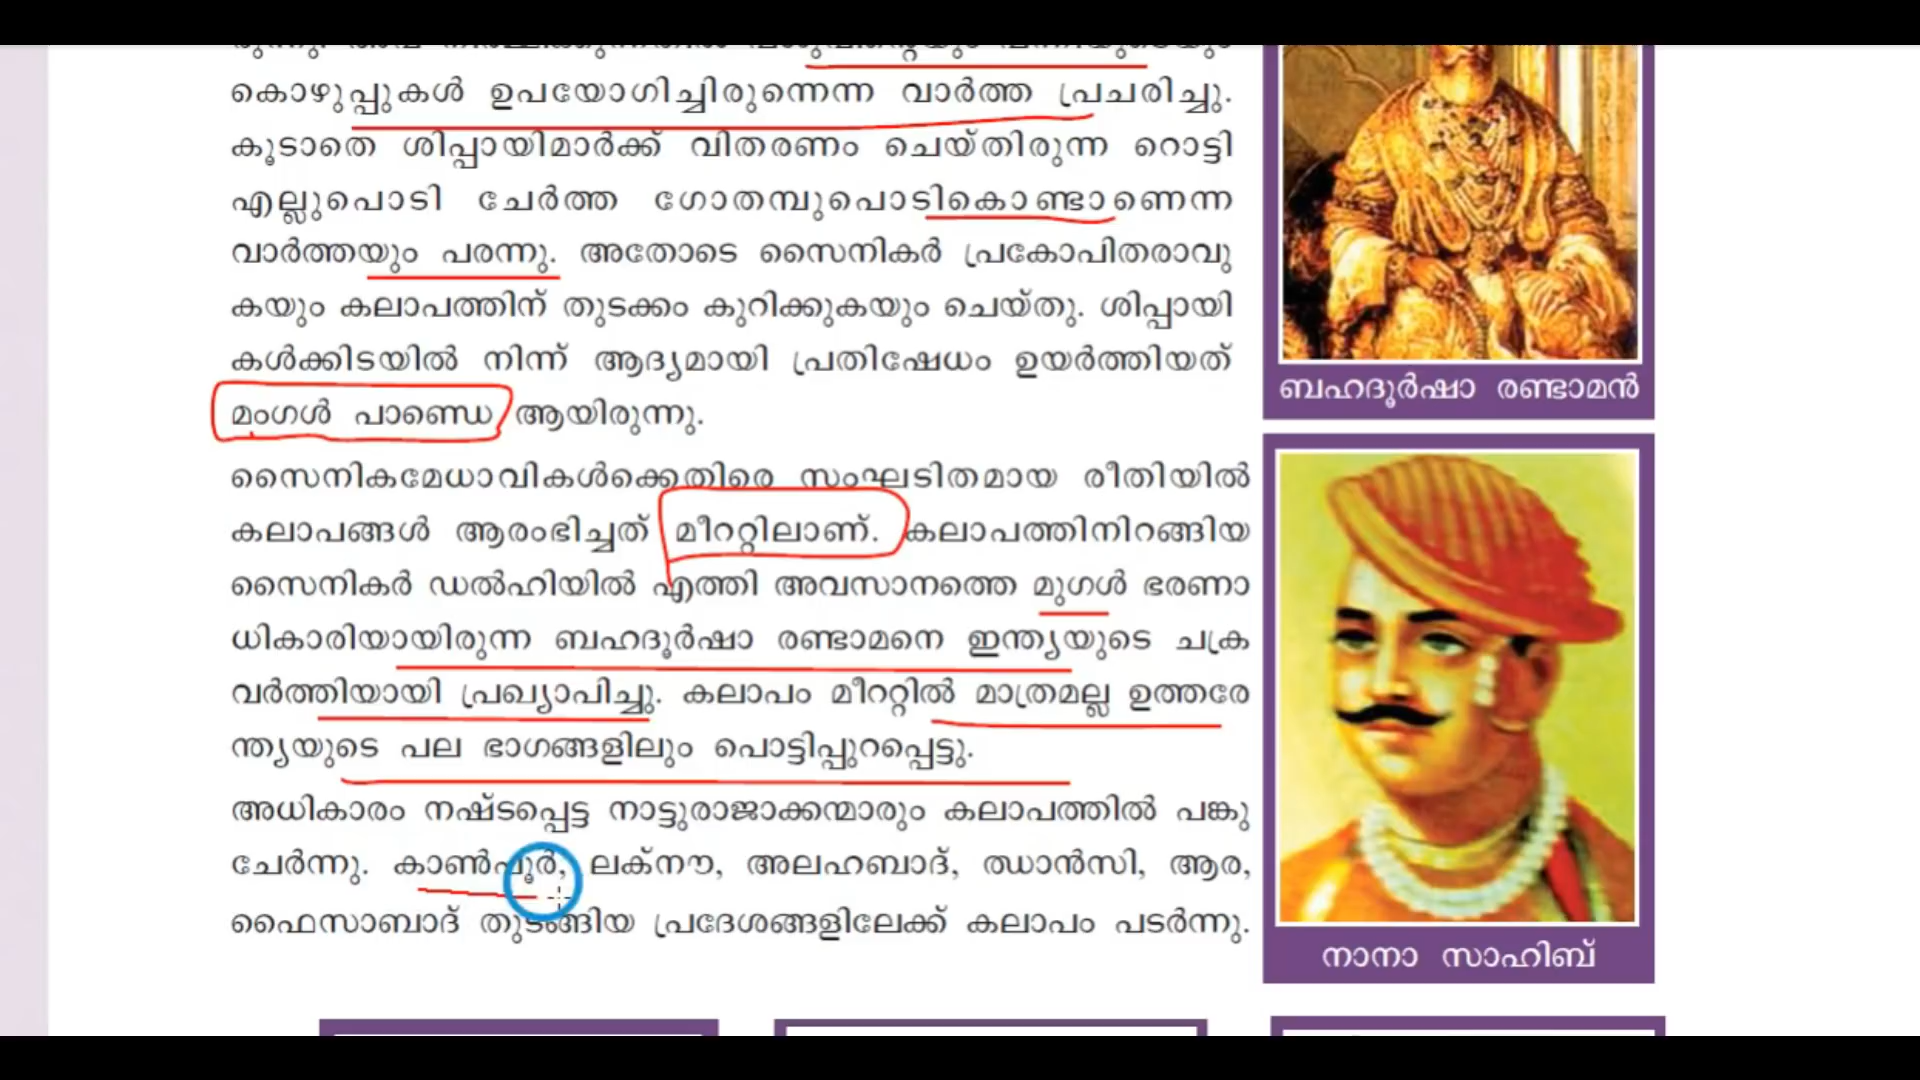 കൊഴുപ്പുകൾ ഉപയോഗിച്ചിരുന്നെന്ന വാർത്ത പ്രചരിച്ചു.
കൂടാതെ ശിപ്പായിമാർക്ക് വിതരണം ചെയ്തിരുന്ന റൊട്ടി
എല്ലുപൊടി ചേർത്ത ഗോതമ്പുപൊടികൊണ്ടാണെന്ന
വാർത്തയും പരന്നു. അതോടെ സൈനികർ പ്രകോപിതരാവു
കയും കലാപത്തിന് തുടക്കം കുറിക്കുകയും ചെയ്തു. ശിപ്പായി
കൾക്കിടയിൽ നിന്ന് ആദ്യമായി പ്രതിഷേധം ഉയർത്തിയത്
മംഗൾ പാണ്ഡെ ആയിരുന്നു.
സൈനികമേധാവികൾക്കെതിരെ സംഘടിതമായ രീതിയിൽ
കലാപങ്ങൾ ആരംഭിച്ചത് മീററ്റിലാണ്. കലാപത്തിനിറങ്ങിയ
സൈനികർ ഡൽഹിയിൽ എത്തി അവസാനത്തെ മുഗൾ ഭരണാ
ധികാരിയായിരുന്ന ബഹദൂർഷാ രണ്ടാമനെ ഇന്ത്യയുടെ ചക്ര
വർത്തിയായി പ്രഖ്യാപിച്ചു. കലാപം മീററ്റിൽ മാത്രമല്ല ഉത്തരേ
ന്ത്യയുടെ പല ഭാഗങ്ങളിലും പൊട്ടിപ്പുറപ്പെട്ടു.
അധികാരം നഷ്ടപ്പെട്ട നാട്ടുരാജാക്കന്മാരും കലാപത്തിൽ പങ്കു
ചേർന്നു. കാൺപൂർ, ലക്നൗ, അലഹബാദ്, ഝാൻസി, ആര,
ഫൈസാബാദ് തുടങ്ങിയ പ്രദേശങ്ങളിലേക്ക് കലാപം പടർന്നു.
ബഹദൂർഷാ രണ്ടാമൻ
നാനാ സാഹിബ്